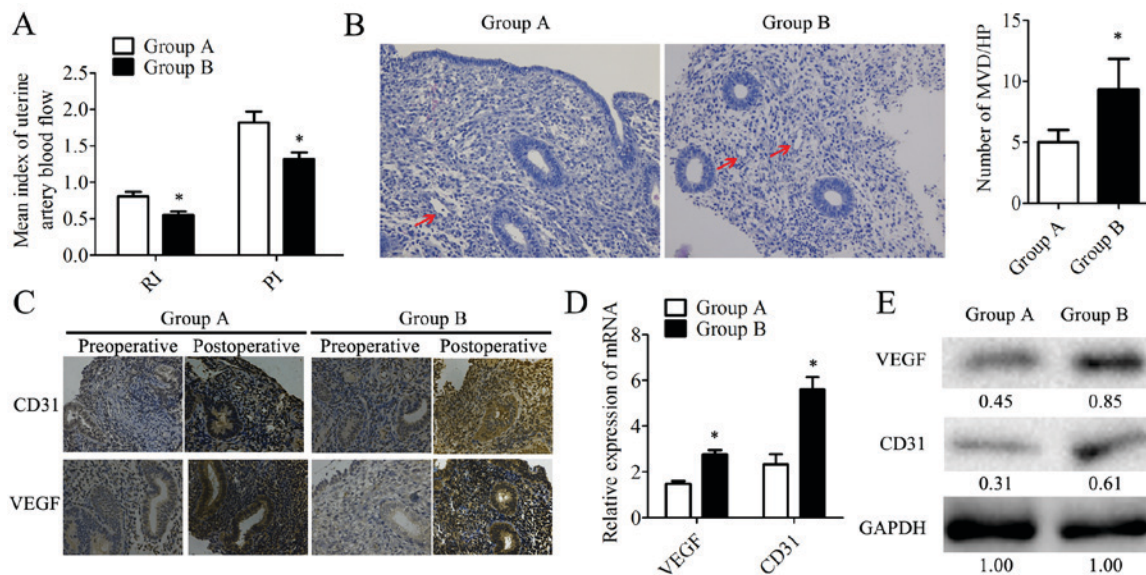 A
Group A
Group B
Mean index of uterine
artery blood flow
2.5
2.0
1.5
1.0
0.5
0.0
*
*
RI
PI
B
Group A
Group B
Number of MVD/HP
15
10
5
0
*
Group A
Group B
C
Group A
Group B
Preoperative Postoperative Preoperative Postoperative
CD31
VEGF
D
Group A
Group B
Relative expression of mRNA
8
6
4
2
0
*
*
VEGF
CD31
E
Group A Group B
VEGF
0.45 0.85
CD31
0.31 0.61
GAPDH
1.00 1.00